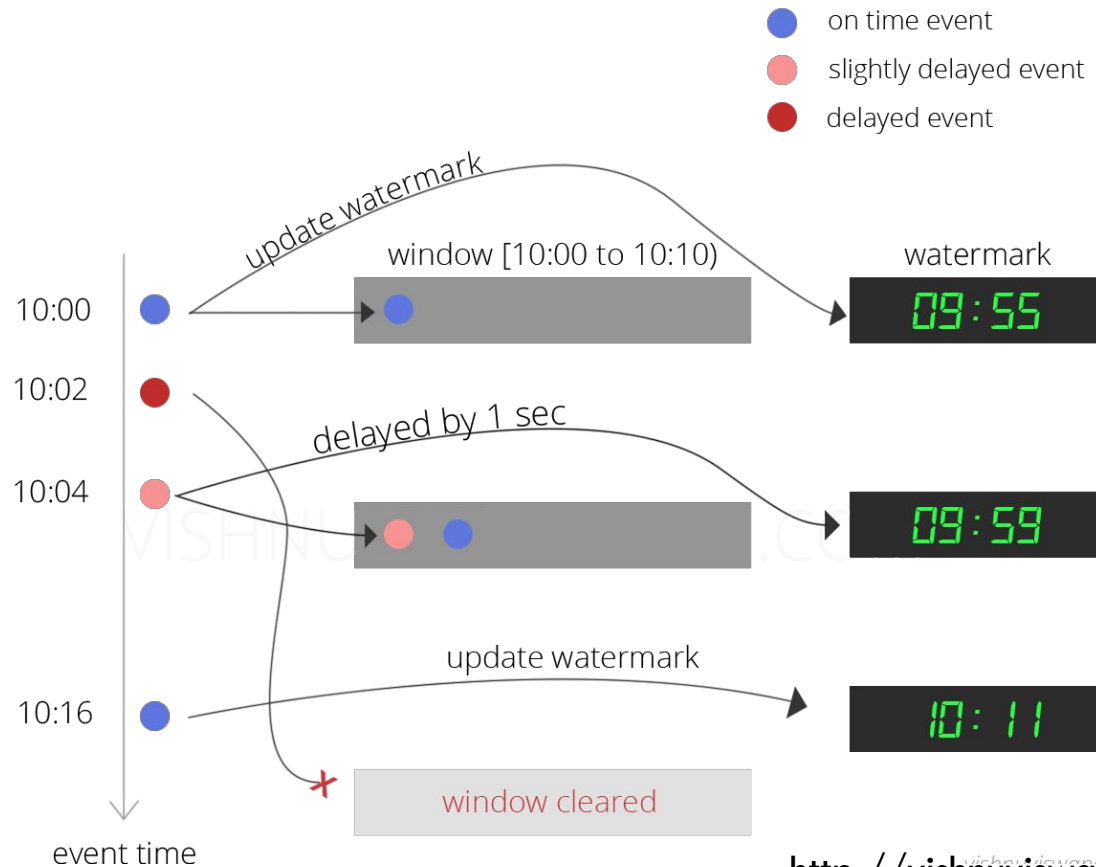 on time event
slightly delayed event
delayed event
update watermark
window [10:00 to 10:10)
watermark
10:00
09:55
10:02
delayed by 1 sec
10:04
09:59
update watermark
10:16
10:11
window cleared
event time